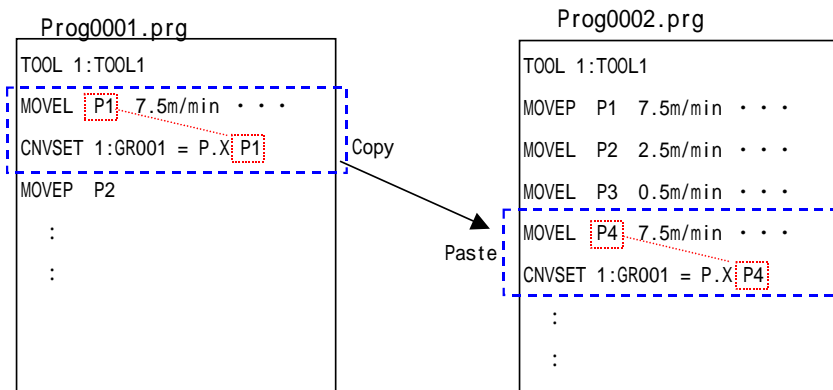 Prog0001.prg
TOOL 1:TOOL1
MOVEL P1 7.5m/min ・・・
CNVSET 1:GR001 = P.X P1
MOVEP P2
:
:
Copy
Paste
Prog0002.prg
TOOL 1:TOOL1
MOVEP P1 7.5m/min ・・・
MOVEL P2 2.5m/min ・・・
MOVEL P3 0.5m/min ・・・
MOVEL P4 7.5m/min ・・・
CNVSET 1:GR001 = P.X P4
:
: